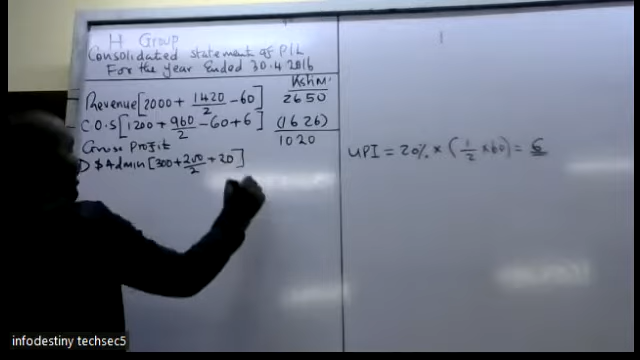 H Group
Consolidated statement of P/L
For the year Ended 30.4.2016
KshM.
Revenue [2000 + 1420/2 - 60] 2650
C.O.S [1200 + 960/2 - 60 + 6] (1626)
Gross Profit 1020
D $ Admin [300 + 200/2 + 20]
UPI = 20% × (1/2 × 60) = 6
infodestiny techsec5